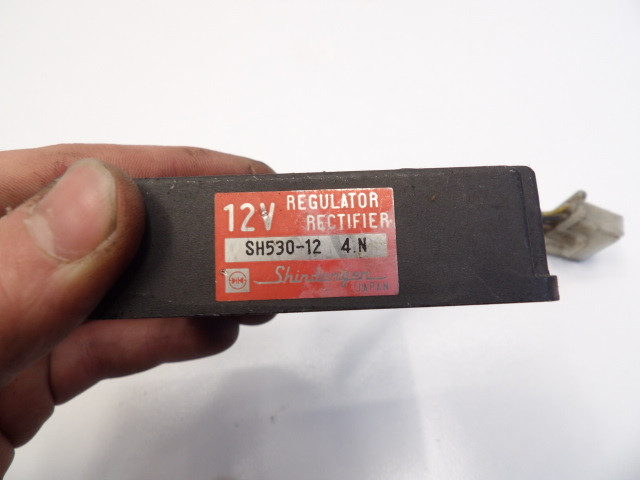 12V REGULATOR
RECTIFIER
SH530-12 4.N
Shindengen
JAPAN